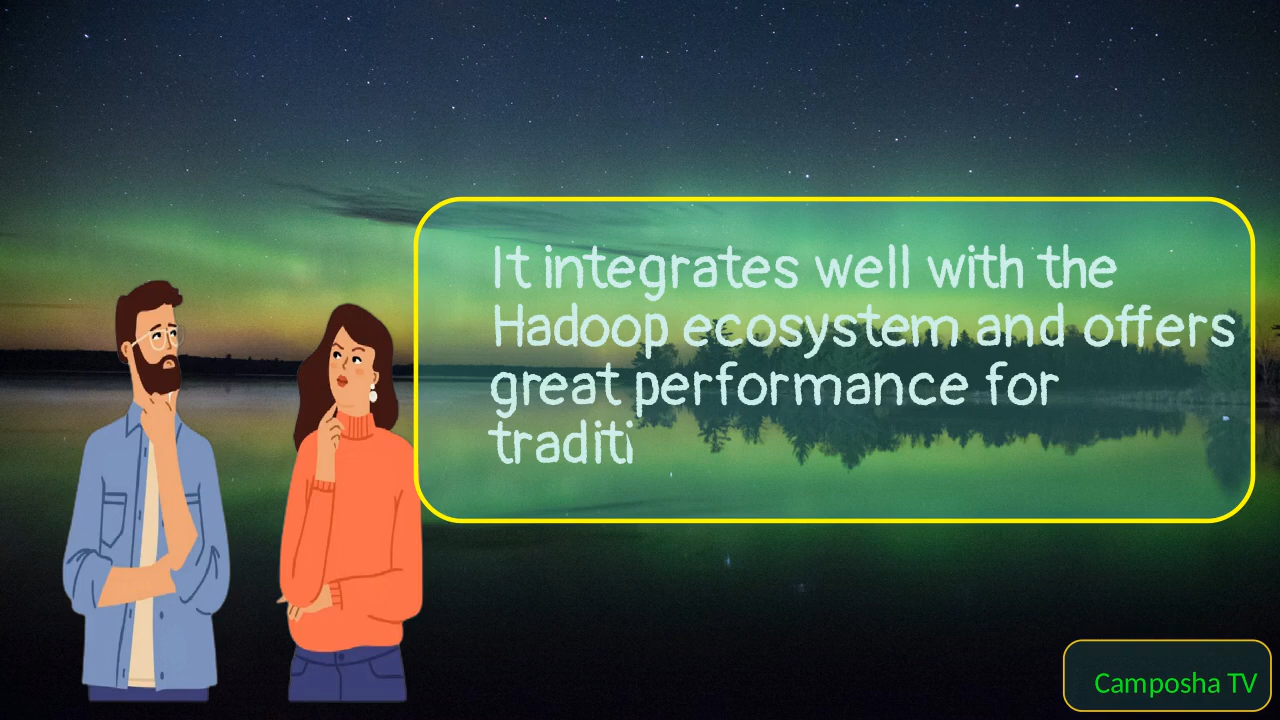 It integrates well with the
Hadoop ecosystem and offers
great performance for
traditi
Camposha TV